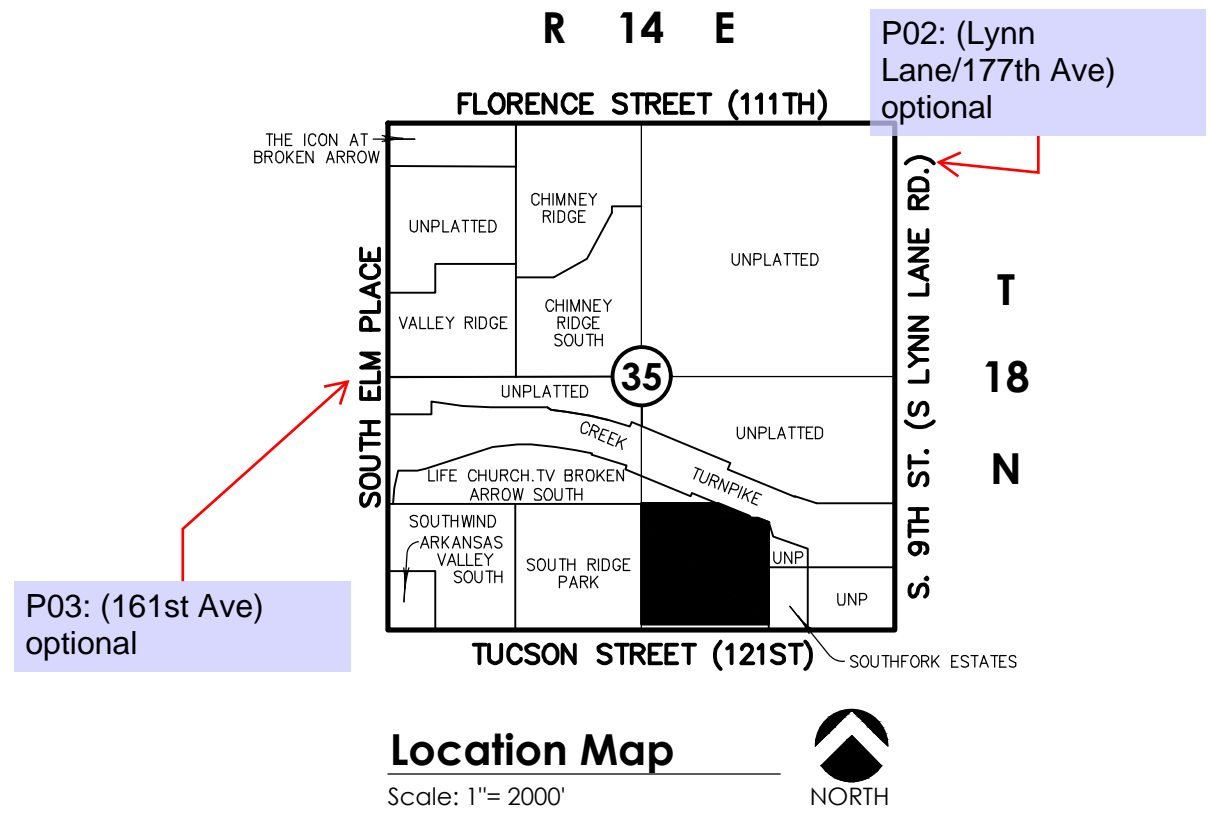 R 14 E
P02: (Lynn
Lane/177th Ave)
optional
FLORENCE STREET (111TH)
THE ICON AT
BROKEN ARROW
CHIMNEY
RIDGE
UNPLATTED
UNPLATTED
SOUTH ELM PLACE
S. 9TH ST. (S LYNN LANE RD.)
T
18
N
VALLEY RIDGE
CHIMNEY
RIDGE
SOUTH
35
UNPLATTED
UNPLATTED
CREEK
TURNPIKE
LIFE CHURCH.TV BROKEN
ARROW SOUTH
SOUTHWIND
ARKANSAS
VALLEY
SOUTH
SOUTH RIDGE
PARK
UNP
UNP
P03: (161st Ave)
optional
TUCSON STREET (121ST)
SOUTHFORK ESTATES
Location Map
Scale: 1"= 2000'
NORTH